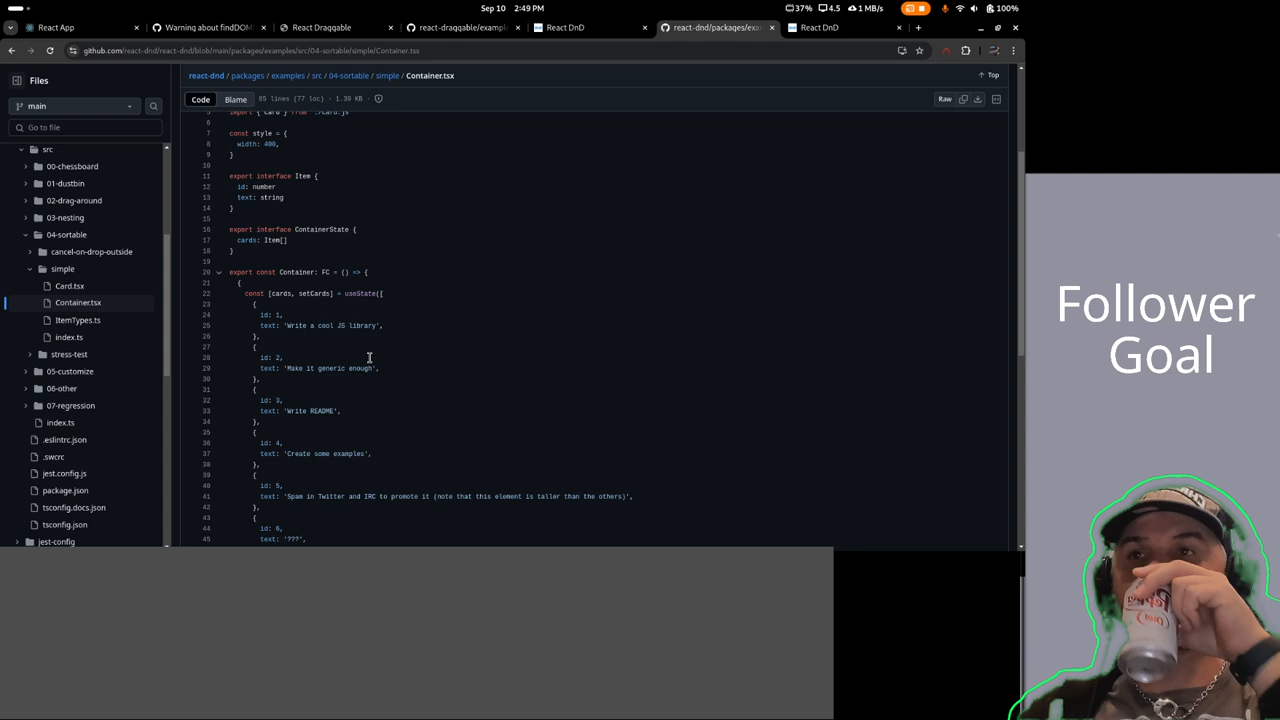 Sep 10 2:49 PM
37% 4.5 1 MB/s 100%
React App
Warning about findDOM
React Draggable
react-draggable/exampl
React DnD
react-dnd/packages/exa
React DnD
github.com/react-dnd/react-dnd/blob/main/packages/examples/src/04-sortable/simple/Container.tsx
Files
main
Go to file
src
00-chessboard
01-dustbin
02-drag-around
03-nesting
04-sortable
cancel-on-drop-outside
simple
Card.tsx
Container.tsx
ItemTypes.ts
index.ts
stress-test
05-customize
06-other
07-regression
index.ts
.eslintrc.json
.swcrc
jest.config.js
package.json
tsconfig.docs.json
tsconfig.json
jest-config
react-dnd / packages / examples / src / 04-sortable / simple / Container.tsx
Top
Code Blame 85 lines (77 loc) · 1.39 KB
Raw
5 import { Card } from './Card.js'
6
7 const style = {
8 width: 400,
9 }
10
11 export interface Item {
12 id: number
13 text: string
14 }
15
16 export interface ContainerState {
17 cards: Item[]
18 }
19
20 export const Container: FC = () => {
21 {
22 const [cards, setCards] = useState([
23 {
24 id: 1,
25 text: 'Write a cool JS library',
26 },
27 {
28 id: 2,
29 text: 'Make it generic enough',
30 },
31 {
32 id: 3,
33 text: 'Write README',
34 },
35 {
36 id: 4,
37 text: 'Create some examples',
38 },
39 {
40 id: 5,
41 text: 'Spam in Twitter and IRC to promote it (note that this element is taller than the others)',
42 },
43 {
44 id: 6,
45 text: '???',
Follower
Goal